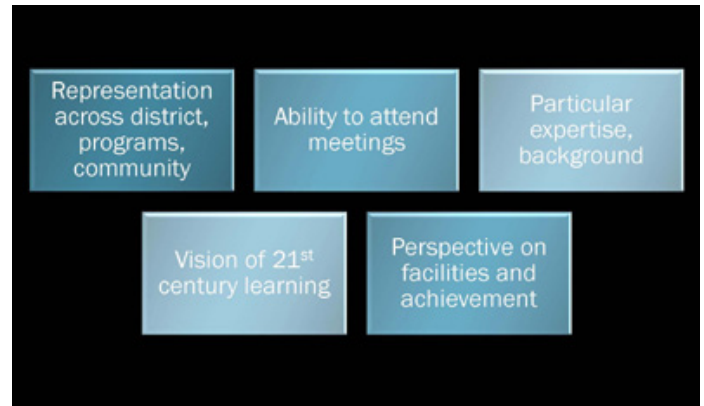 Representation
across district,
programs,
community
Ability to attend
meetings
Particular
expertise,
background
Vision of 21st
century learning
Perspective on
facilities and
achievement